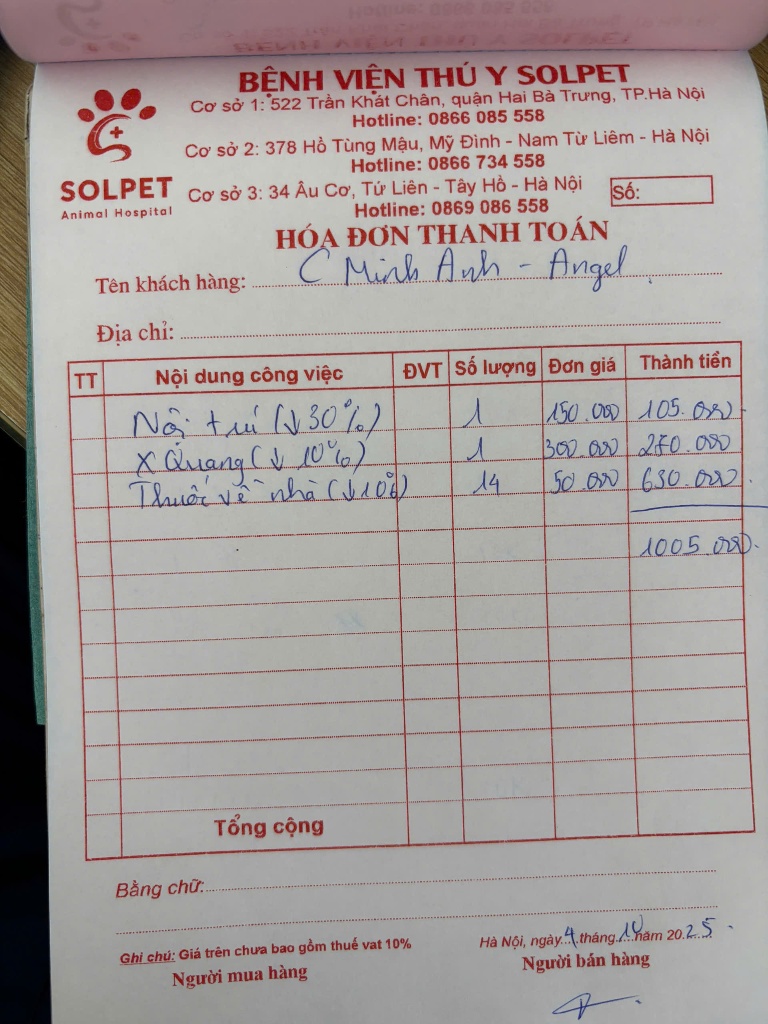 BỆNH VIỆN THÚ Y SOLPET
Cơ sở 1: 522 Trần Khát Chân, quận Hai Bà Trưng, TP.Hà Nội
Hotline: 0866 085 558
Cơ sở 2: 378 Hồ Tùng Mậu, Mỹ Đình - Nam Từ Liêm - Hà Nội
Hotline: 0866 734 558
SOLPET
Animal Hospital
Cơ sở 3: 34 Âu Cơ, Tứ Liên - Tây Hồ - Hà Nội
Số:
Hotline: 0869 086 558
HÓA ĐƠN THANH TOÁN
Tên khách hàng: C Minh Anh - Angel
Địa chỉ:
TT Nội dung công việc ĐVT Số lượng Đơn giá Thành tiền
Nội trú (↓ 30%) 1 150.000 105.000
X Quang (↓ 10%) 1 300.000 270.000
Thuốc về nhà (↓10%) 14 50.000 630.000
1005.000
Tổng cộng
Bằng chữ:
Ghi chú: Giá trên chưa bao gồm thuế vat 10%
Hà Nội, ngày 4 tháng 10 năm 2025
Người mua hàng Người bán hàng